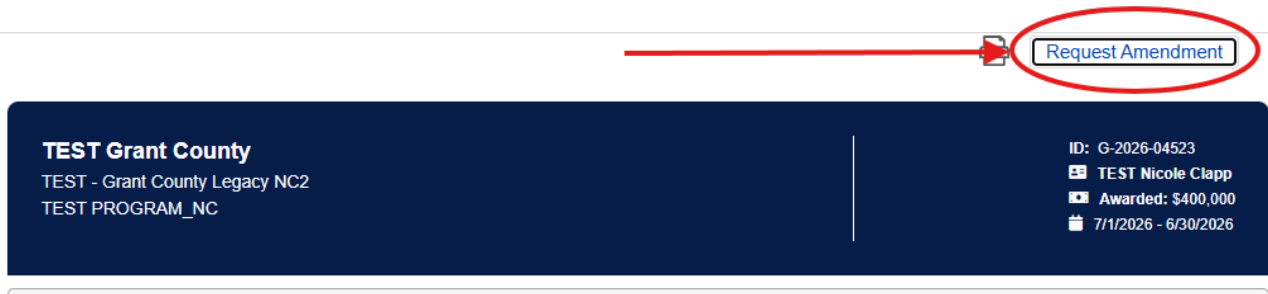 Request Amendment
TEST Grant County
TEST - Grant County Legacy NC2
TEST PROGRAM_NC
ID: G-2026-04523
TEST Nicole Clapp
Awarded: $400,000
7/1/2026 - 6/30/2026